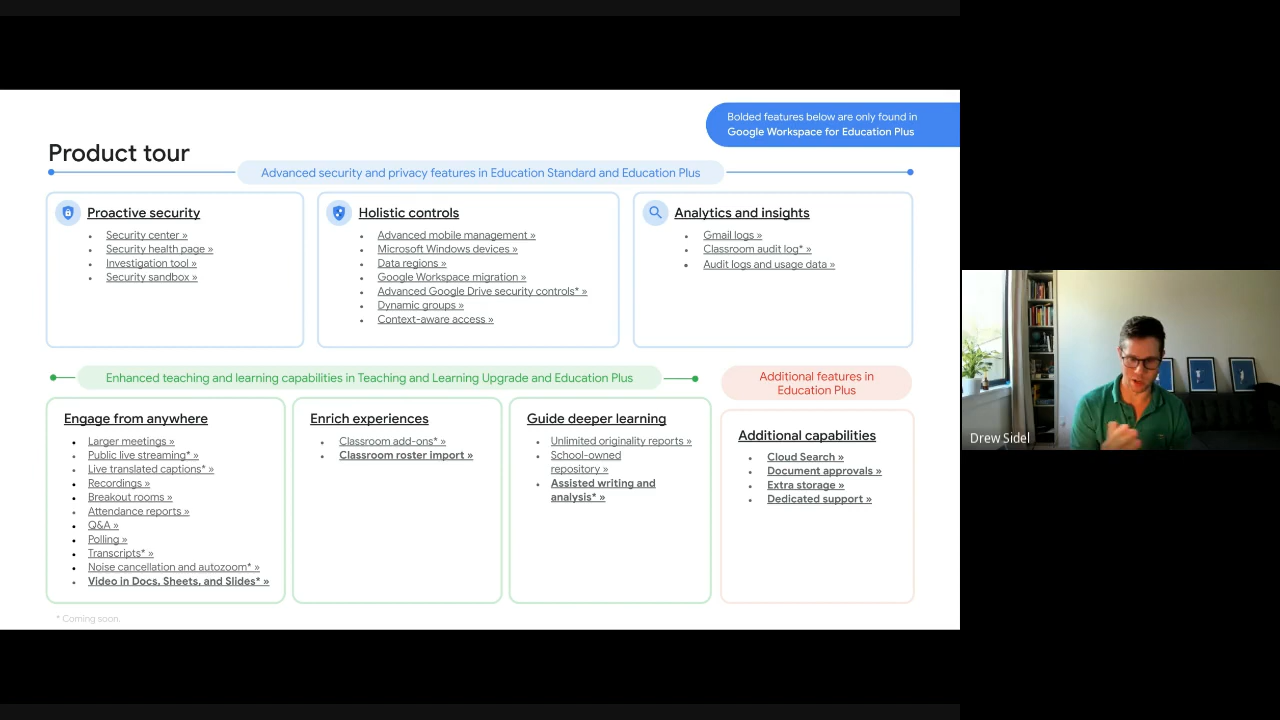 Bolded features below are only found in
Google Workspace for Education Plus
Product tour
Advanced security and privacy features in Education Standard and Education Plus
Proactive security
• Security center »
• Security health page »
• Investigation tool »
• Security sandbox »
Holistic controls
• Advanced mobile management »
• Microsoft Windows devices »
• Data regions »
• Google Workspace migration »
• Advanced Google Drive security controls* »
• Dynamic groups »
• Context-aware access »
Analytics and insights
• Gmail logs »
• Classroom audit log* »
• Audit logs and usage data »
Enhanced teaching and learning capabilities in Teaching and Learning Upgrade and Education Plus
Engage from anywhere
• Larger meetings »
• Public live streaming* »
• Live translated captions* »
• Recordings »
• Breakout rooms »
• Attendance reports »
• Q&A »
• Polling »
• Transcripts* »
• Noise cancellation and autozoom* »
• Video in Docs, Sheets, and Slides* »
Enrich experiences
• Classroom add-ons* »
• Classroom roster import »
Guide deeper learning
• Unlimited originality reports »
• School-owned
repository »
• Assisted writing and
analysis* »
Additional features in
Education Plus
Additional capabilities
• Cloud Search »
• Document approvals »
• Extra storage »
• Dedicated support »
* Coming soon.
Drew Sidel